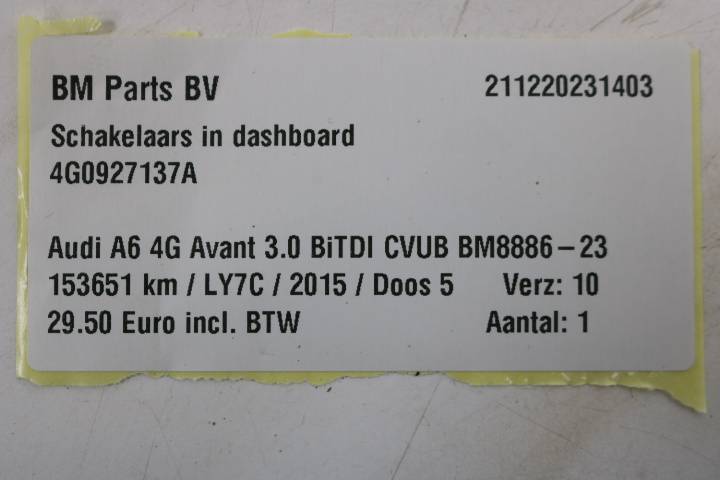 BM Parts BV 211220231403
Schakelaars in dashboard
4G0927137A
Audi A6 4G Avant 3.0 BiTDI CVUB BM8886-23
153651 km / LY7C / 2015 / Doos 5 Verz: 10
29.50 Euro incl. BTW Aantal: 1